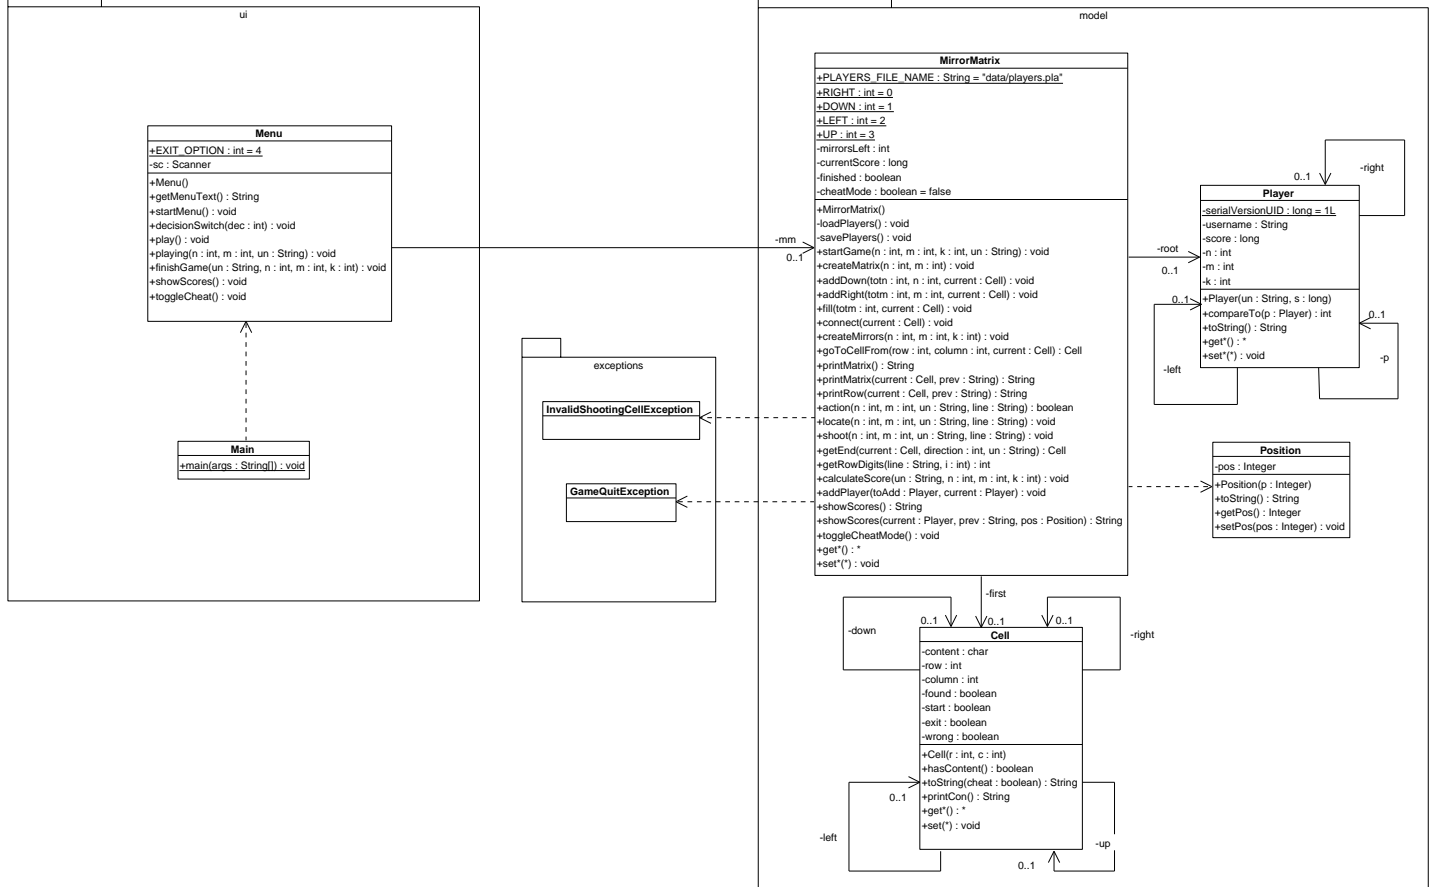 ui
Menu
+EXIT_OPTION : int = 4
-sc : Scanner
+Menu()
+getMenuText() : String
+startMenu() : void
+decisionSwitch(dec : int) : void
+play() : void
+playing(n : int, m : int, un : String) : void
+finishGame(un : String, n : int, m : int, k : int) : void
+showScores() : void
+toggleCheat() : void
Main
+main(args : String[]) : void
exceptions
InvalidShootingCellException
GameQuitException
model
-mm
0..1
MirrorMatrix
+PLAYERS_FILE_NAME : String = "data/players.pla"
+RIGHT : int = 0
+DOWN : int = 1
+LEFT : int = 2
+UP : int = 3
-mirrorsLeft : int
-currentScore : long
-finished : boolean
-cheatMode : boolean = false
+MirrorMatrix()
-loadPlayers() : void
-savePlayers() : void
+startGame(n : int, m : int, k : int, un : String) : void
+createMatrix(n : int, m : int) : void
+addDown(totn : int, n : int, current : Cell) : void
+addRight(totm : int, m : int, current : Cell) : void
+fill(totm : int, current : Cell) : void
+connect(current : Cell) : void
+createMirrors(n : int, m : int, k : int) : void
+goToCellFrom(row : int, column : int, current : Cell) : Cell
+printMatrix() : String
+printMatrix(current : Cell, prev : String) : String
+printRow(current : Cell, prev : String) : String
+action(n : int, m : int, un : String, line : String) : boolean
+locate(n : int, m : int, un : String, line : String) : void
+shoot(n : int, m : int, un : String, line : String) : void
+getEnd(current : Cell, direction : int, un : String) : Cell
+getRowDigits(line : String, i : int) : int
+calculateScore(un : String, n : int, m : int, k : int) : void
+addPlayer(toAdd : Player, current : Player) : void
+showScores() : String
+showScores(current : Player, prev : String, pos : Position) : String
+toggleCheatMode() : void
+get*() : *
+set*(*) : void
-root
0..1
-right
0..1
Player
-serialVersionUID : long = 1L
-username : String
-score : long
-n : int
-m : int
-k : int
+Player(un : String, s : long)
+compareTo(p : Player) : int
+toString() : String
+get*() : *
+set*(*) : void
0..1
-left
0..1
-p
Position
-pos : Integer
+Position(p : Integer)
+toString() : String
+getPos() : Integer
+setPos(pos : Integer) : void
-first
0..1
-down
0..1
0..1
-right
Cell
-content : char
-row : int
-column : int
-found : boolean
-start : boolean
-exit : boolean
-wrong : boolean
+Cell(r : int, c : int)
+hasContent() : boolean
+toString(cheat : boolean) : String
+printCon() : String
+get*() : *
+set(*) : void
0..1
-left
-up
0..1